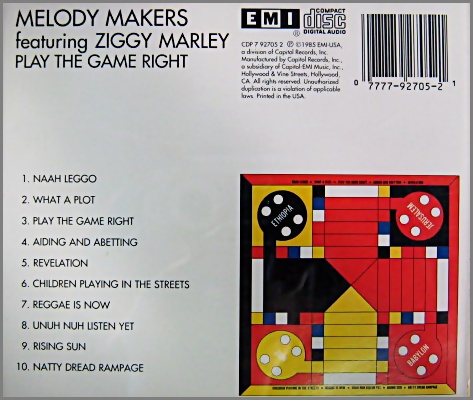 MELODY MAKERS
featuring ZIGGY MARLEY
PLAY THE GAME RIGHT
EMI
COMPACT
disc
DIGITAL AUDIO
CDP 7 92705 2 ℗ ©1985 EMI-USA,
a division of Capitol Records, Inc.
Manufactured by Capitol Records, Inc.,
a subsidiary of Capitol-EMI Music, Inc.,
Hollywood & Vine Streets, Hollywood,
CA. All rights reserved. Unauthorized
duplication is a violation of applicable
laws. Printed in the USA.
0 7777-92705-2 1
1. NAAH LEGGO
2. WHAT A PLOT
3. PLAY THE GAME RIGHT
4. AIDING AND ABETTING
5. REVELATION
6. CHILDREN PLAYING IN THE STREETS
7. REGGAE IS NOW
8. UNUH NUH LISTEN YET
9. RISING SUN
10. NATTY DREAD RAMPAGE
ETHIOPIA
JERUSALEM
BABYLON